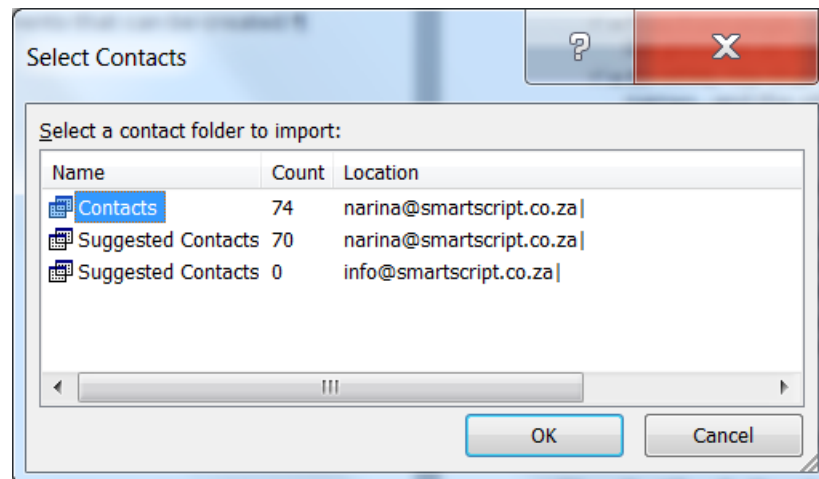 Select Contacts
Select a contact folder to import:
Name Count Location
Contacts 74 narina@smartscript.co.za|
Suggested Contacts 70 narina@smartscript.co.za|
Suggested Contacts 0 info@smartscript.co.za|
OK Cancel